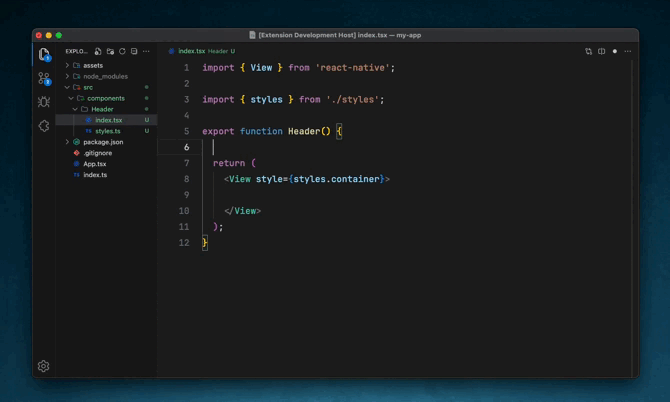 [Extension Development Host] index.tsx — my-app
EXPLO...
assets
node_modules
src
components
Header
index.tsx U
styles.ts U
package.json
.gitignore
App.tsx
index.ts
1
2
index.tsx Header U
1 import { View } from 'react-native';
2
3 import { styles } from './styles';
4
5 export function Header() {
6
7 return (
8 <View style={styles.container}>
9
10 </View>
11 );
12 }